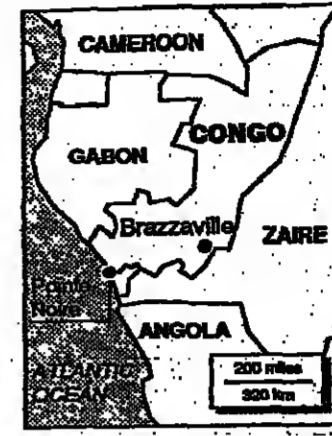 CAMEROON
CONGO
GABON
Brazzaville
ZAIRE
Pointe
Noire
ANGOLA
ATLANTIC
OCEAN
200 miles
320 km